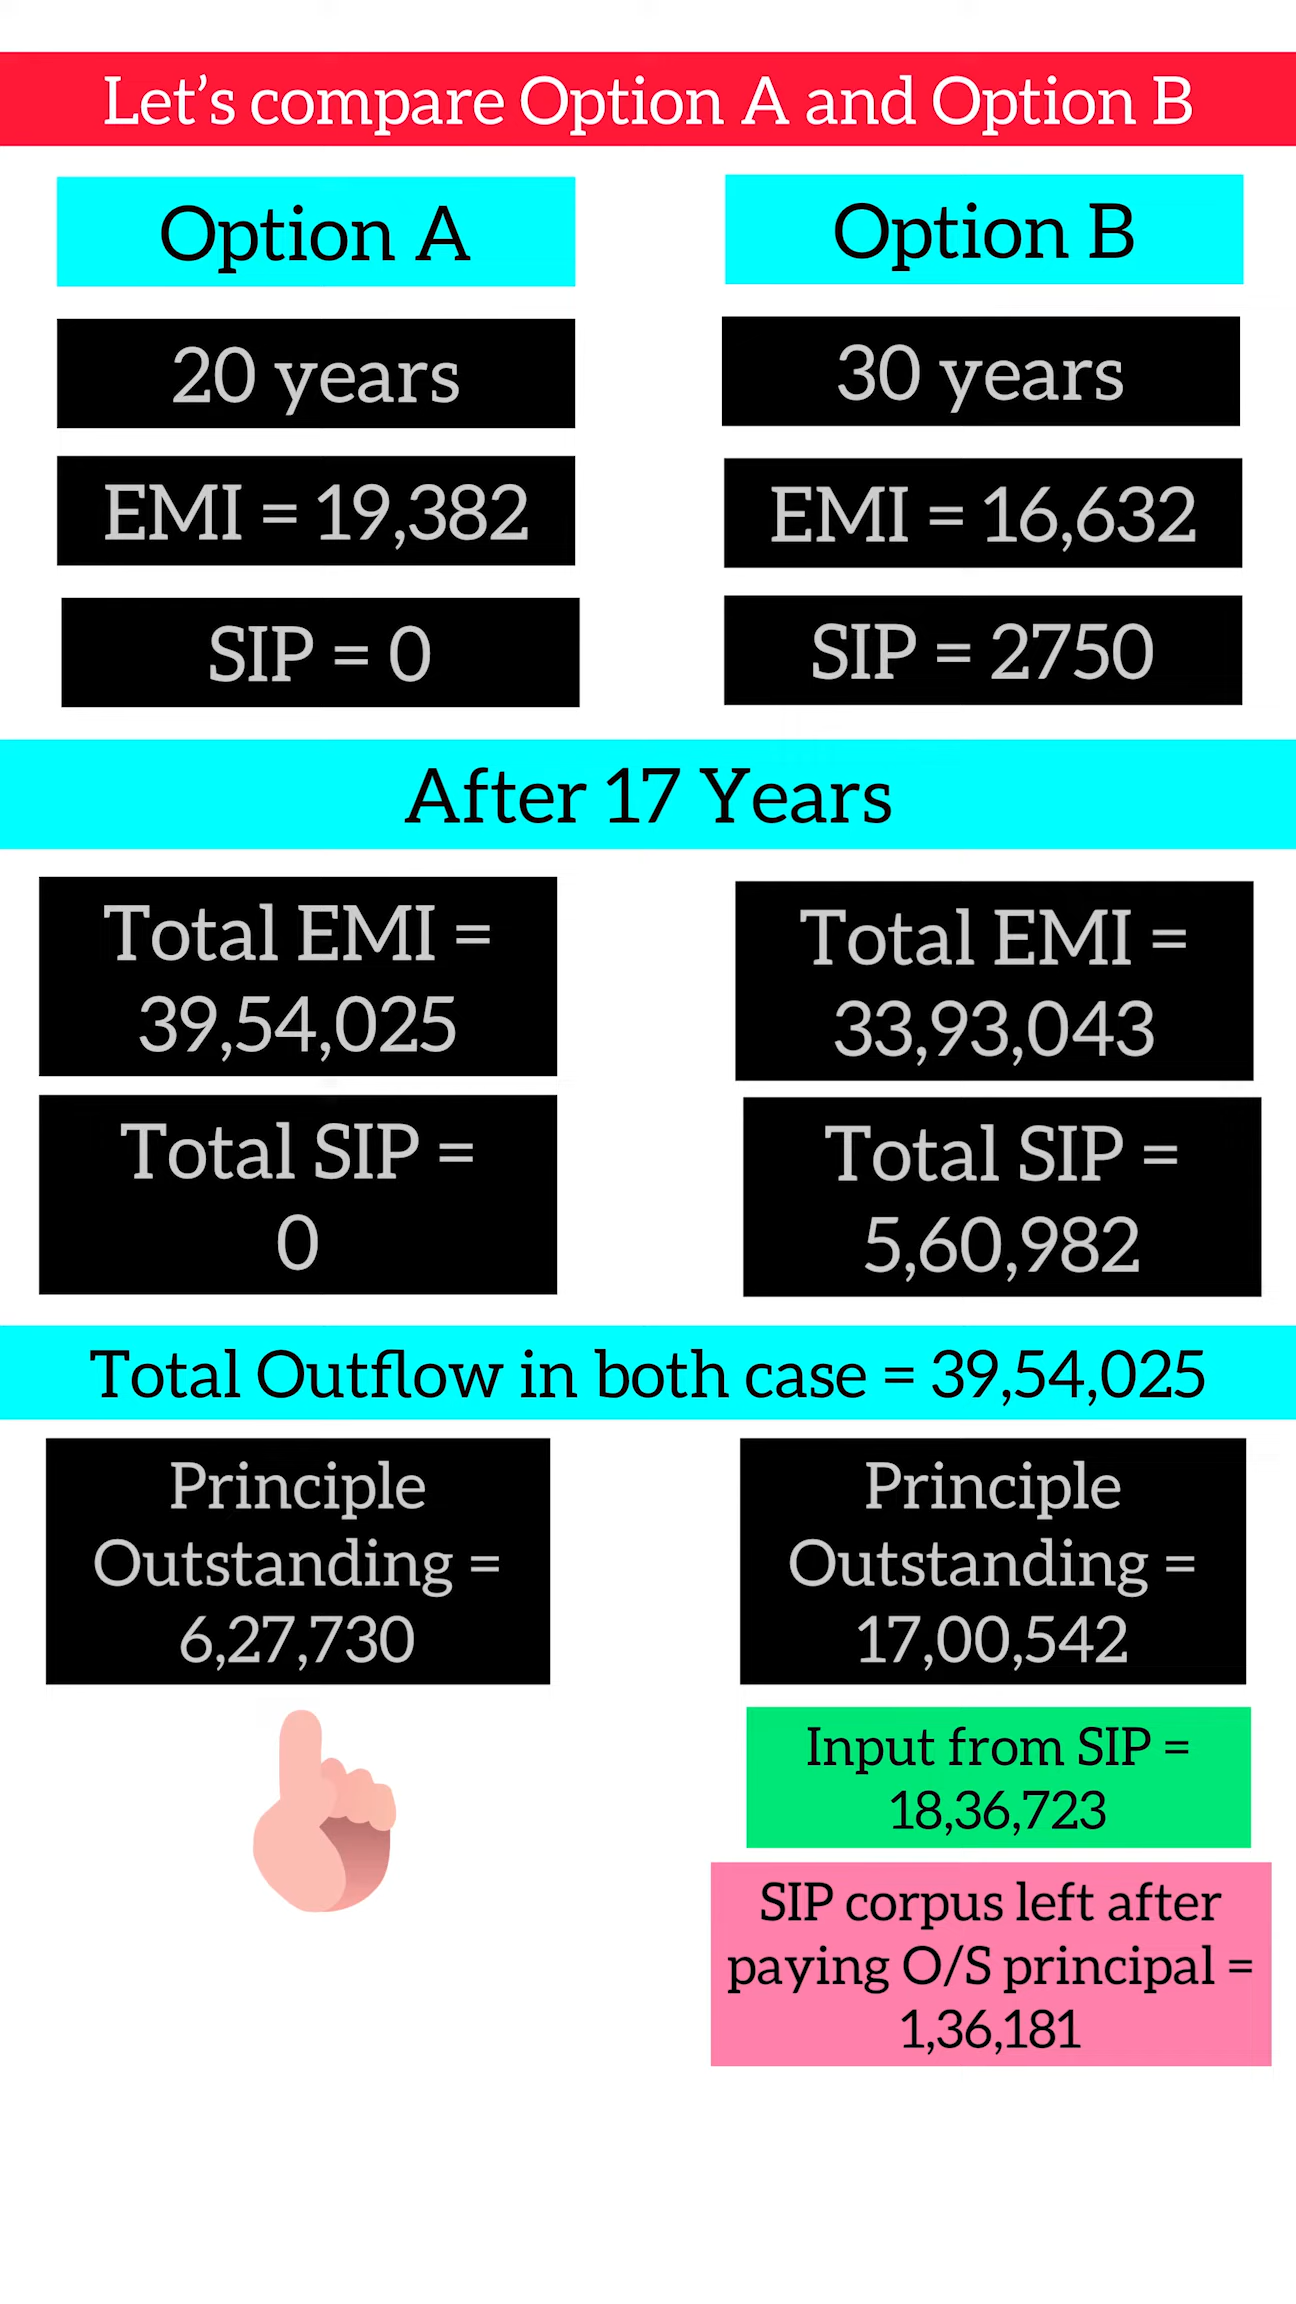 Let’s compare Option A and Option B
Option A
Option B
20 years
30 years
EMI = 19,382
EMI = 16,632
SIP = 0
SIP = 2750
After 17 Years
Total EMI =
39,54,025
Total EMI =
33,93,043
Total SIP =
0
Total SIP =
5,60,982
Total Outflow in both case = 39,54,025
Principle
Outstanding =
6,27,730
Principle
Outstanding =
17,00,542
Input from SIP =
18,36,723
SIP corpus left after
paying O/S principal =
1,36,181